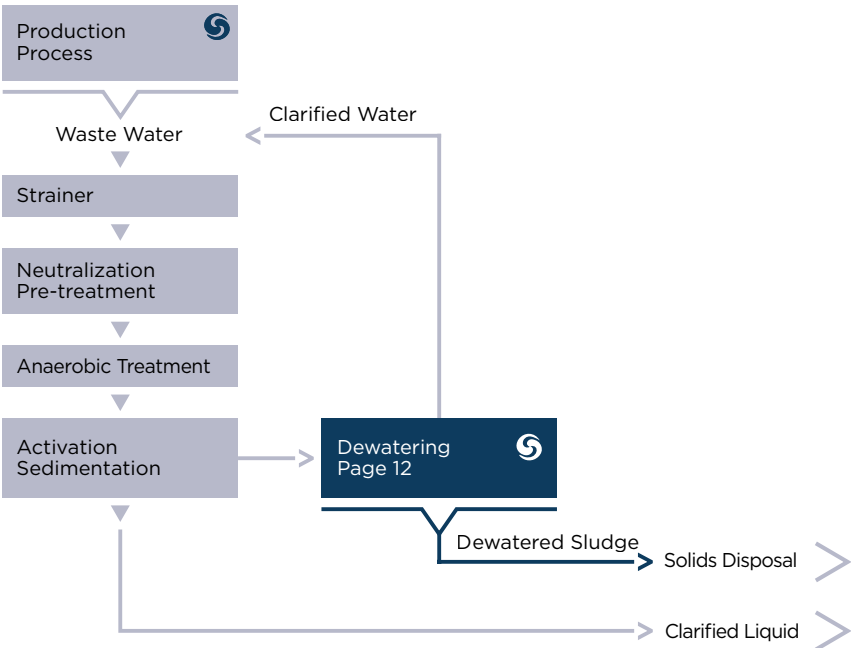 Production
Process
Clarified Water
Waste Water
Strainer
Neutralization
Pre-treatment
Anaerobic Treatment
Activation
Sedimentation
Dewatering
Page 12
Dewatered Sludge
Solids Disposal
Clarified Liquid